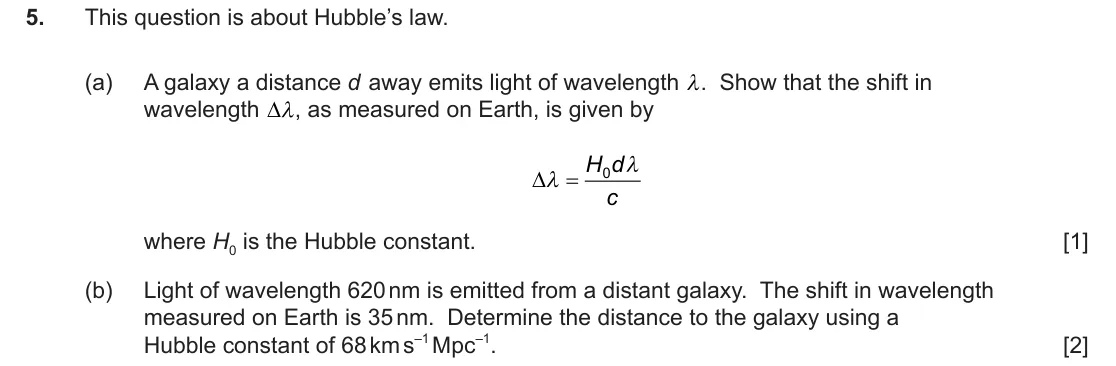 5. This question is about Hubble's law.
(a) A galaxy a distance d away emits light of wavelength λ. Show that the shift in
wavelength Δλ, as measured on Earth, is given by
Δλ = H₀dλ / c
where H₀ is the Hubble constant. [1]
(b) Light of wavelength 620 nm is emitted from a distant galaxy. The shift in wavelength
measured on Earth is 35 nm. Determine the distance to the galaxy using a
Hubble constant of 68 km s⁻¹ Mpc⁻¹. [2]